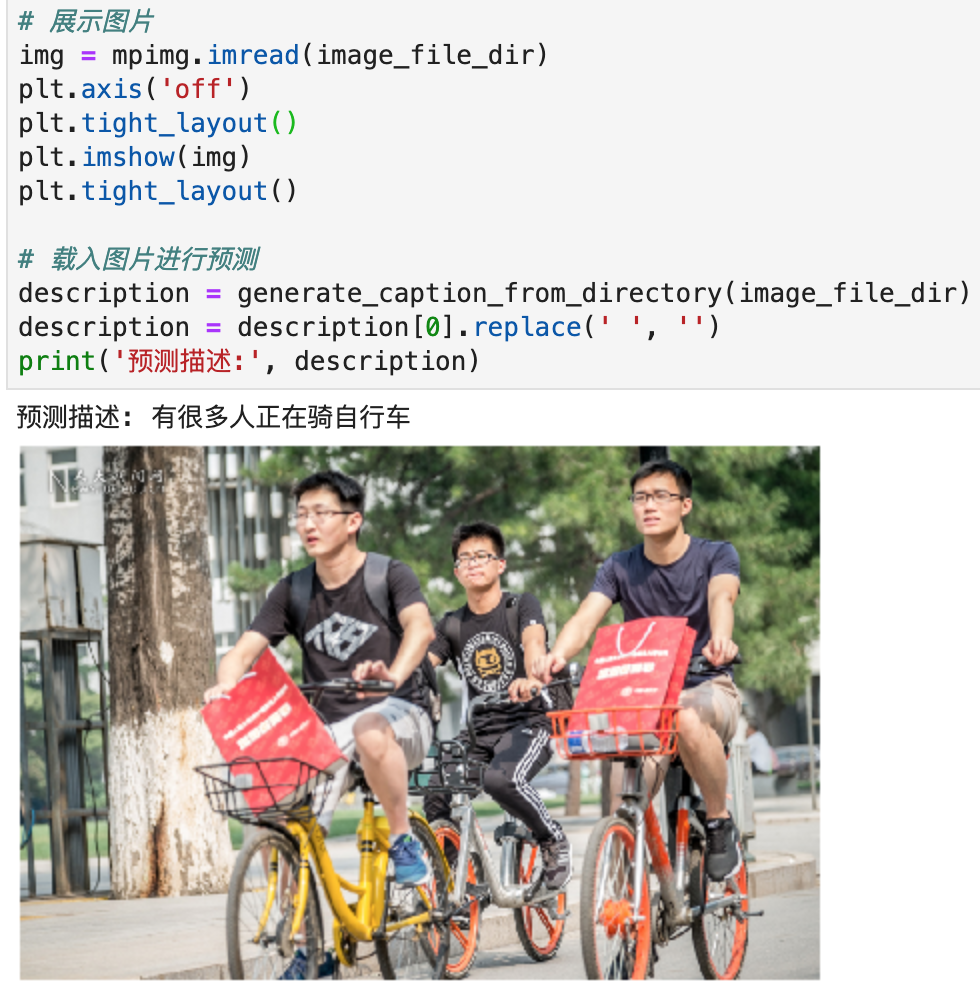 # 展示图片
img = mpimg.imread(image_file_dir)
plt.axis('off')
plt.tight_layout()
plt.imshow(img)
plt.tight_layout()
# 载入图片进行预测
description = generate_caption_from_directory(image_file_dir)
description = description[0].replace(' ', '')
print('预测描述:', description)
预测描述: 有很多人正在骑自行车